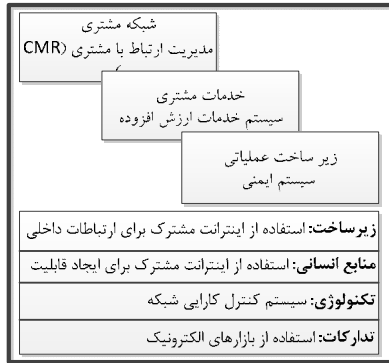 شبکه مشتری
مدیریت ارتباط با مشتری (CMR
(
خدمات مشتری
سیستم خدمات ارزش افزوده
زیر ساخت عملیاتی
سیستم ایمنی
زیرساخت: استفاده از اینترانت مشترک برای ارتباطات داخلی
منابع انسانی: استفاده از اینترانت مشترک برای ایجاد قابلیت
تکنولوژی: سیستم کنترل کارایی شبکه
تدارکات: استفاده از بازارهای الکترونیک